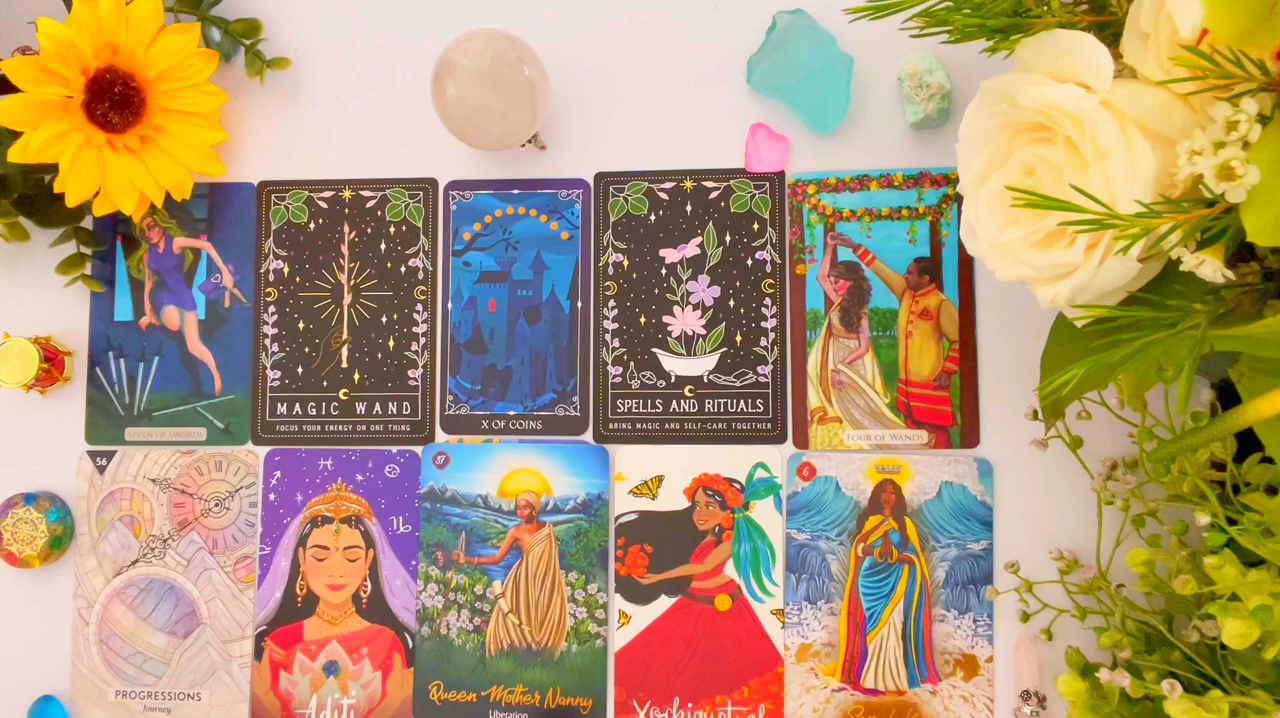 SEVEN OF SWORDS
MAGIC WAND
FOCUS YOUR ENERGY ON ONE THING
X OF COINS
SPELLS AND RITUALS
BRING MAGIC AND SELF-CARE TOGETHER
FOUR OF WANDS
56
PROGRESSIONS
Journey
Aditi
37
Queen Mother Nanny
Liberation
Xochiquetzal
6